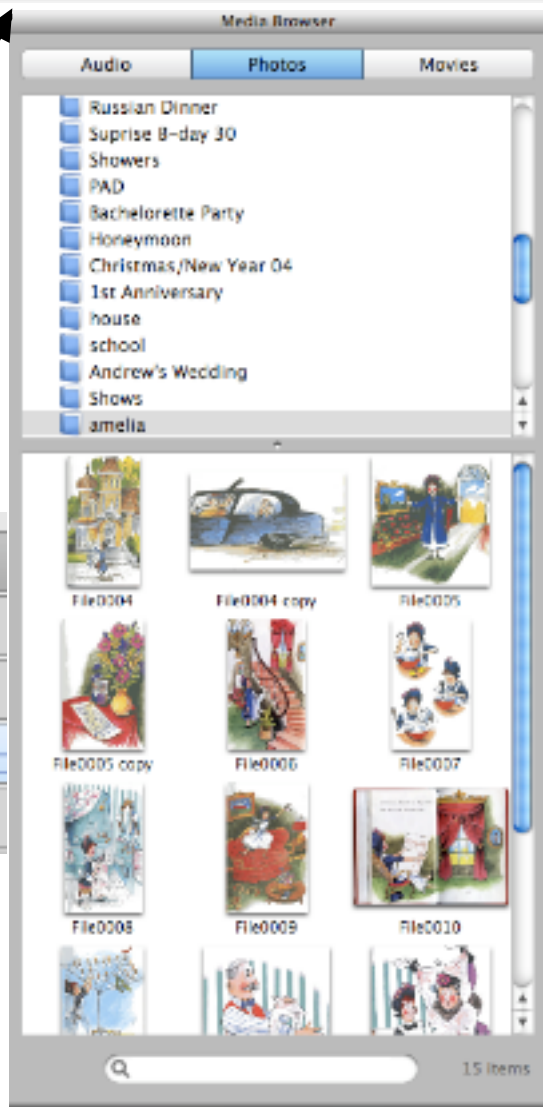 Media Browser
Audio Photos Movies
Russian Dinner
Suprise B-day 30
Showers
PAD
Bachelorette Party
Honeymoon
Christmas/New Year 04
1st Anniversary
house
school
Andrew's Wedding
Shows
amelia
File0004 File0004 copy File0005
File0005 copy File0006 File0007
File0008 File0009 File0010
15 items